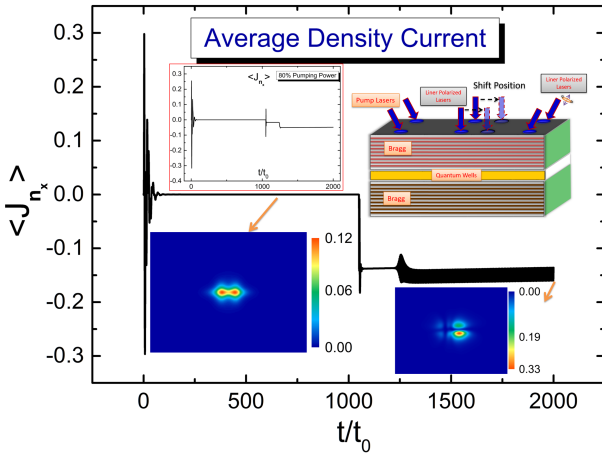 Average Density Current
0.3
0.2
0.1
0.0
-0.1
-0.2
-0.3
<J_{n_x}>
0
500
1000
1500
2000
t/t_0
<J_{n_x}> 80% Pumping Power
0.3
0.2
0.1
0.0
-0.1
-0.2
-0.3
-0.4
0
1000
2000
t/t_0
Shift Position
Liner Polarized
Lasers
Liner Polarized
Lasers
Pump Lasers
Bragg
Quantum Wells
Bragg
0.12
0.06
0.00
0.00
0.19
0.33